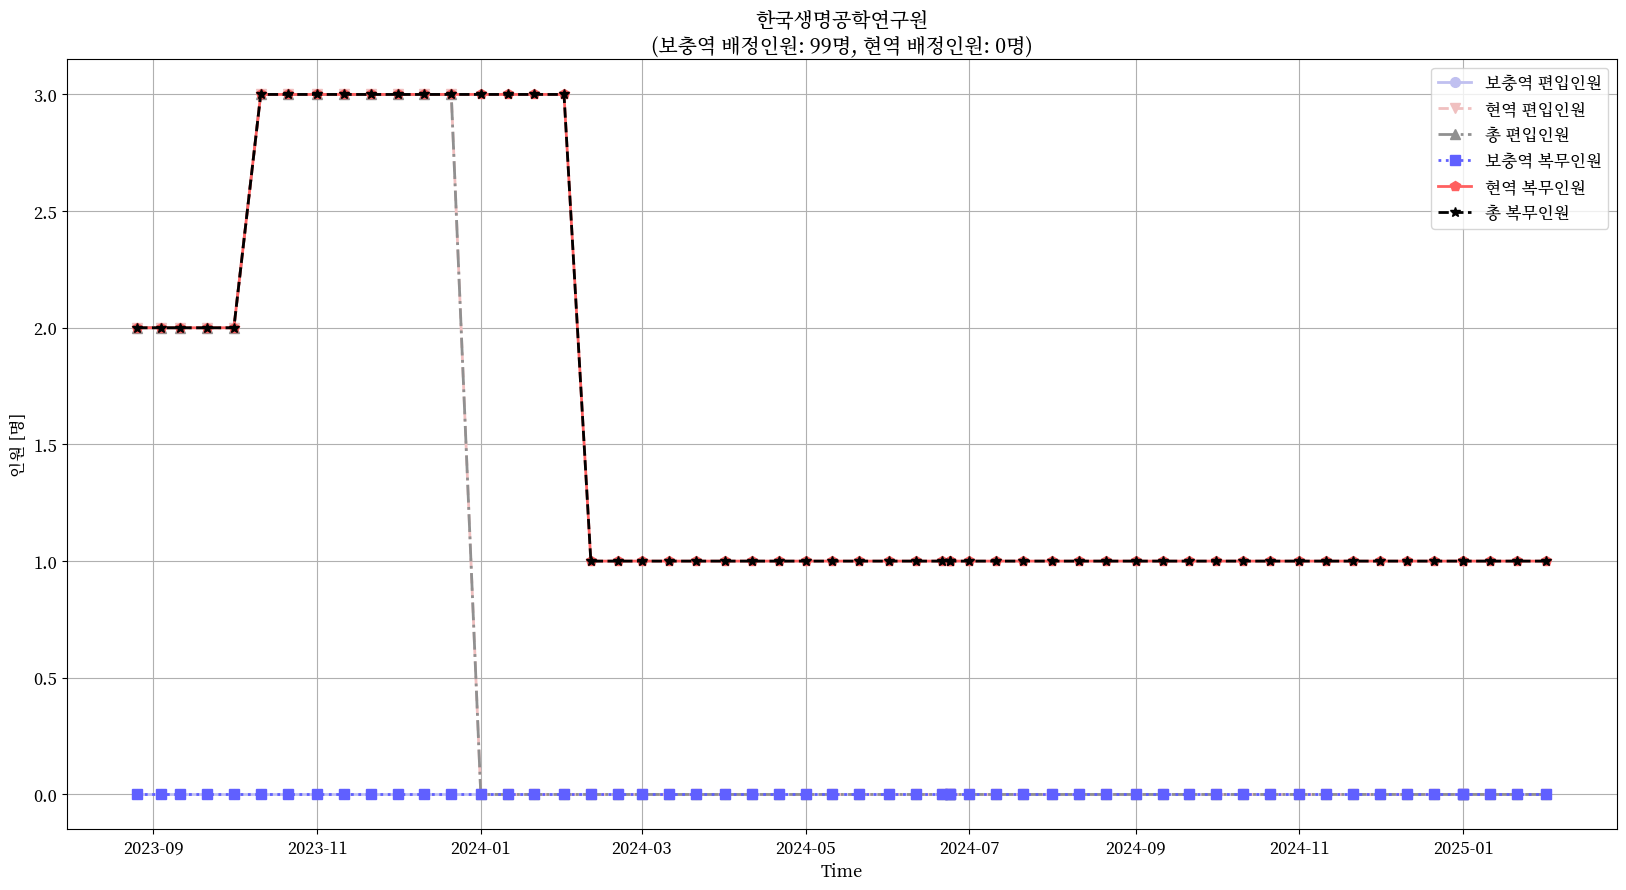 한국생명공학연구원
(보충역 배정인원: 99명, 현역 배정인원: 0명)
보충역 편입인원
현역 편입인원
총 편입인원
보충역 복무인원
현역 복무인원
총 복무인원
인원 [명]
3.0
2.5
2.0
1.5
1.0
0.5
0.0
2023-09
2023-11
2024-01
2024-03
2024-05
2024-07
2024-09
2024-11
2025-01
Time